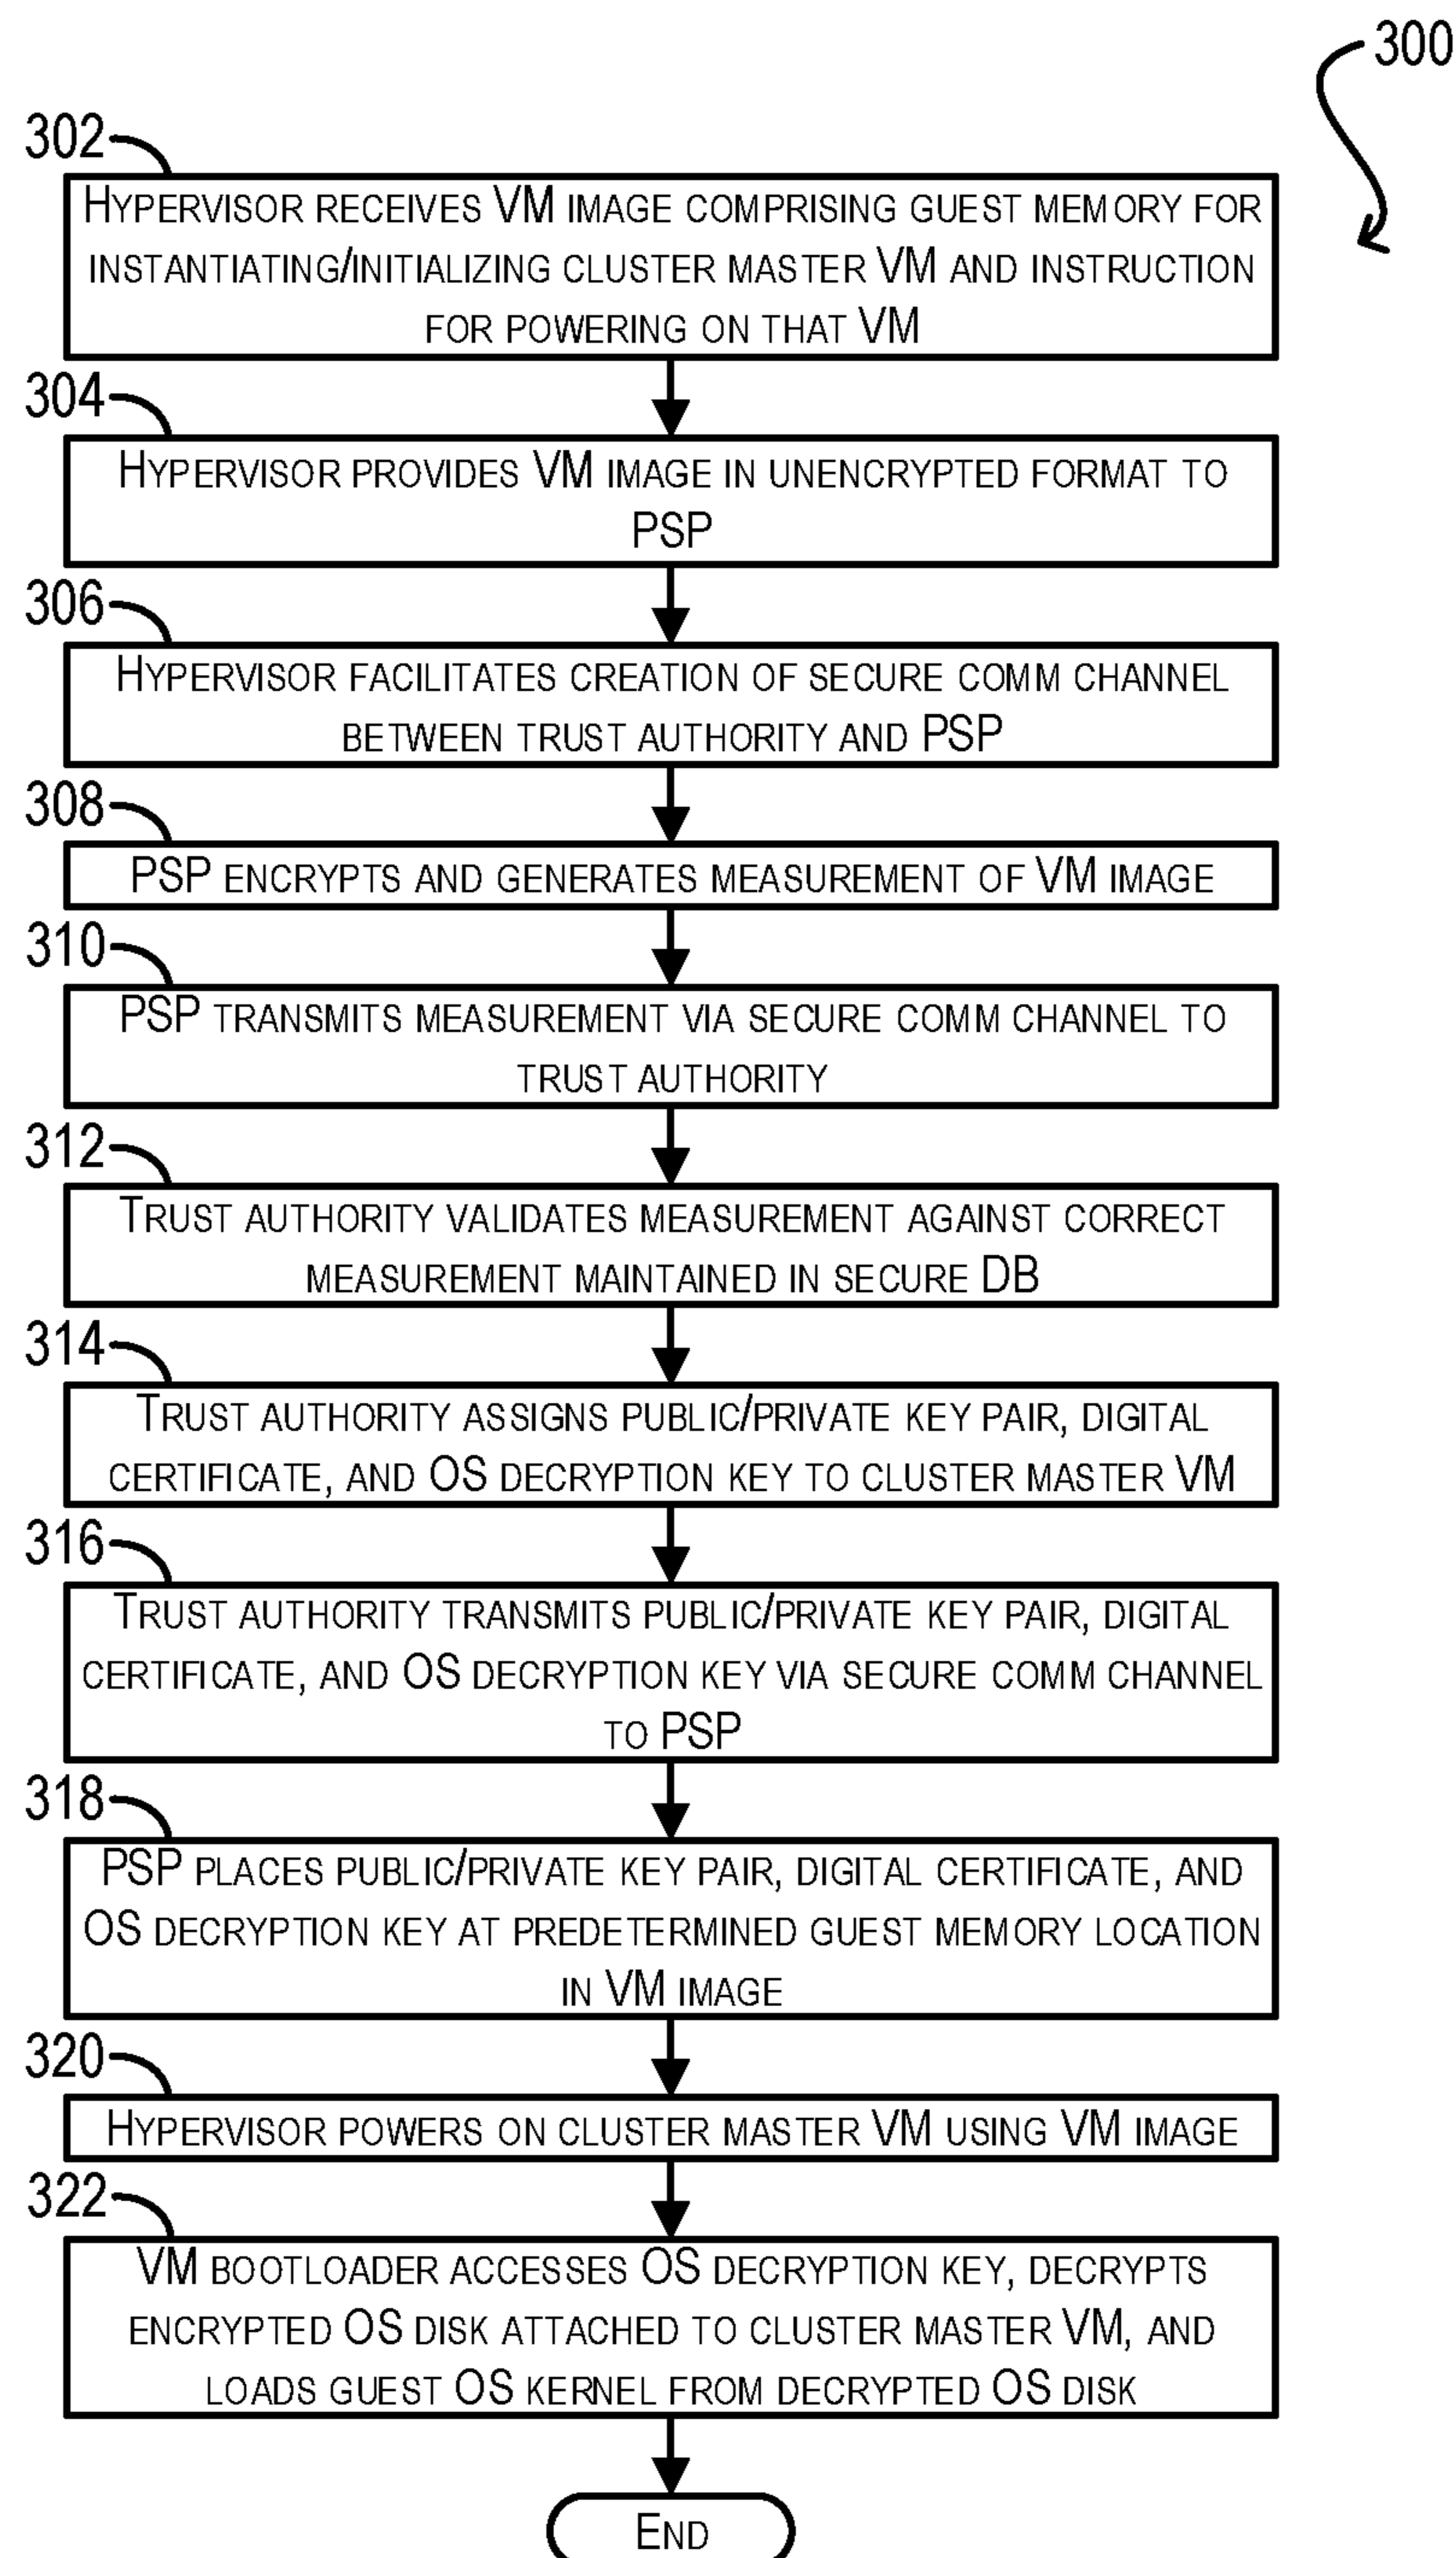 300
302
HYPERVISOR RECEIVES VM IMAGE COMPRISING GUEST MEMORY FOR
INSTANTIATING/INITIALIZING CLUSTER MASTER VM AND INSTRUCTION
FOR POWERING ON THAT VM
304
HYPERVISOR PROVIDES VM IMAGE IN UNENCRYPTED FORMAT TO
PSP
306
HYPERVISOR FACILITATES CREATION OF SECURE COMM CHANNEL
BETWEEN TRUST AUTHORITY AND PSP
308
PSP ENCRYPTS AND GENERATES MEASUREMENT OF VM IMAGE
310
PSP TRANSMITS MEASUREMENT VIA SECURE COMM CHANNEL TO
TRUST AUTHORITY
312
TRUST AUTHORITY VALIDATES MEASUREMENT AGAINST CORRECT
MEASUREMENT MAINTAINED IN SECURE DB
314
TRUST AUTHORITY ASSIGNS PUBLIC/PRIVATE KEY PAIR, DIGITAL
CERTIFICATE, AND OS DECRYPTION KEY TO CLUSTER MASTER VM
316
TRUST AUTHORITY TRANSMITS PUBLIC/PRIVATE KEY PAIR, DIGITAL
CERTIFICATE, AND OS DECRYPTION KEY VIA SECURE COMM CHANNEL
TO PSP
318
PSP PLACES PUBLIC/PRIVATE KEY PAIR, DIGITAL CERTIFICATE, AND
OS DECRYPTION KEY AT PREDETERMINED GUEST MEMORY LOCATION
IN VM IMAGE
320
HYPERVISOR POWERS ON CLUSTER MASTER VM USING VM IMAGE
322
VM BOOTLOADER ACCESSES OS DECRYPTION KEY, DECRYPTS
ENCRYPTED OS DISK ATTACHED TO CLUSTER MASTER VM, AND
LOADS GUEST OS KERNEL FROM DECRYPTED OS DISK
END